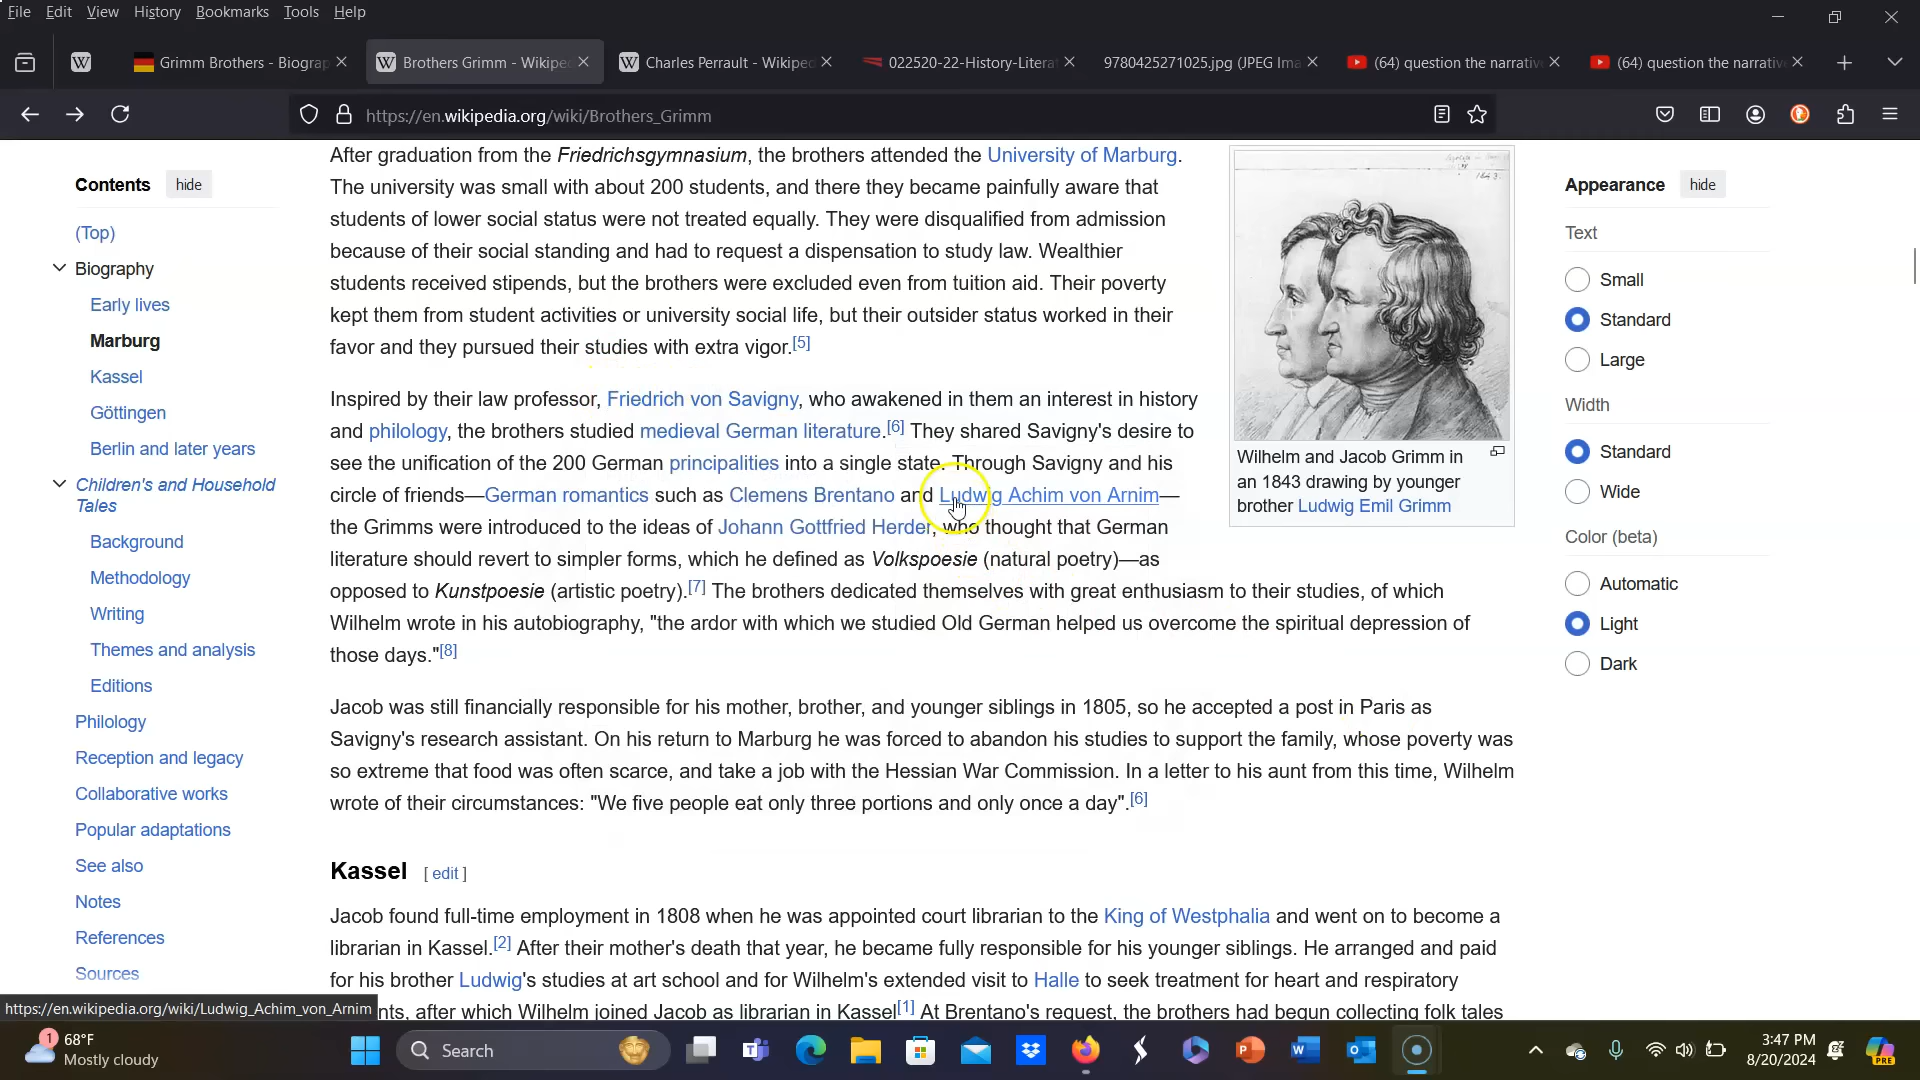 File Edit View History Bookmarks Tools Help
Grimm Brothers - Biograp
Brothers Grimm - Wikipe
Charles Perrault - Wikipe
022520-22-History-Litera
9780425271025.jpg (JPEG Ima
(64) question the narrativ
(64) question the narrativ
https://en.wikipedia.org/wiki/Brothers_Grimm
Contents hide
(Top)
Biography
Early lives
Marburg
Kassel
Göttingen
Berlin and later years
Children's and Household
Tales
Background
Methodology
Writing
Themes and analysis
Editions
Philology
Reception and legacy
Collaborative works
Popular adaptations
See also
Notes
References
Sources
After graduation from the Friedrichsgymnasium, the brothers attended the University of Marburg.
The university was small with about 200 students, and there they became painfully aware that
students of lower social status were not treated equally. They were disqualified from admission
because of their social standing and had to request a dispensation to study law. Wealthier
students received stipends, but the brothers were excluded even from tuition aid. Their poverty
kept them from student activities or university social life, but their outsider status worked in their
favor and they pursued their studies with extra vigor.[5]
Inspired by their law professor, Friedrich von Savigny, who awakened in them an interest in history
and philology, the brothers studied medieval German literature.[6] They shared Savigny's desire to
see the unification of the 200 German principalities into a single state. Through Savigny and his
circle of friends—German romantics such as Clemens Brentano and Ludwig Achim von Arnim—
the Grimms were introduced to the ideas of Johann Gottfried Herder, who thought that German
literature should revert to simpler forms, which he defined as Volkspoesie (natural poetry)—as
opposed to Kunstpoesie (artistic poetry).[7] The brothers dedicated themselves with great enthusiasm to their studies, of which
Wilhelm wrote in his autobiography, "the ardor with which we studied Old German helped us overcome the spiritual depression of
those days."[8]
Jacob was still financially responsible for his mother, brother, and younger siblings in 1805, so he accepted a post in Paris as
Savigny's research assistant. On his return to Marburg he was forced to abandon his studies to support the family, whose poverty was
so extreme that food was often scarce, and take a job with the Hessian War Commission. In a letter to his aunt from this time, Wilhelm
wrote of their circumstances: "We five people eat only three portions and only once a day".[6]
Kassel [ edit ]
Jacob found full-time employment in 1808 when he was appointed court librarian to the King of Westphalia and went on to become a
librarian in Kassel.[2] After their mother's death that year, he became fully responsible for his younger siblings. He arranged and paid
for his brother Ludwig's studies at art school and for Wilhelm's extended visit to Halle to seek treatment for heart and respiratory
nts, after which Wilhelm joined Jacob as librarian in Kassel[1] At Brentano's request, the brothers had begun collecting folk tales
Wilhelm and Jacob Grimm in
an 1843 drawing by younger
brother Ludwig Emil Grimm
Appearance hide
Text
Small
Standard
Large
Width
Standard
Wide
Color (beta)
Automatic
Light
Dark
https://en.wikipedia.org/wiki/Ludwig_Achim_von_Arnim
1
68°F
Mostly cloudy
Search
3:47 PM
8/20/2024
PRE